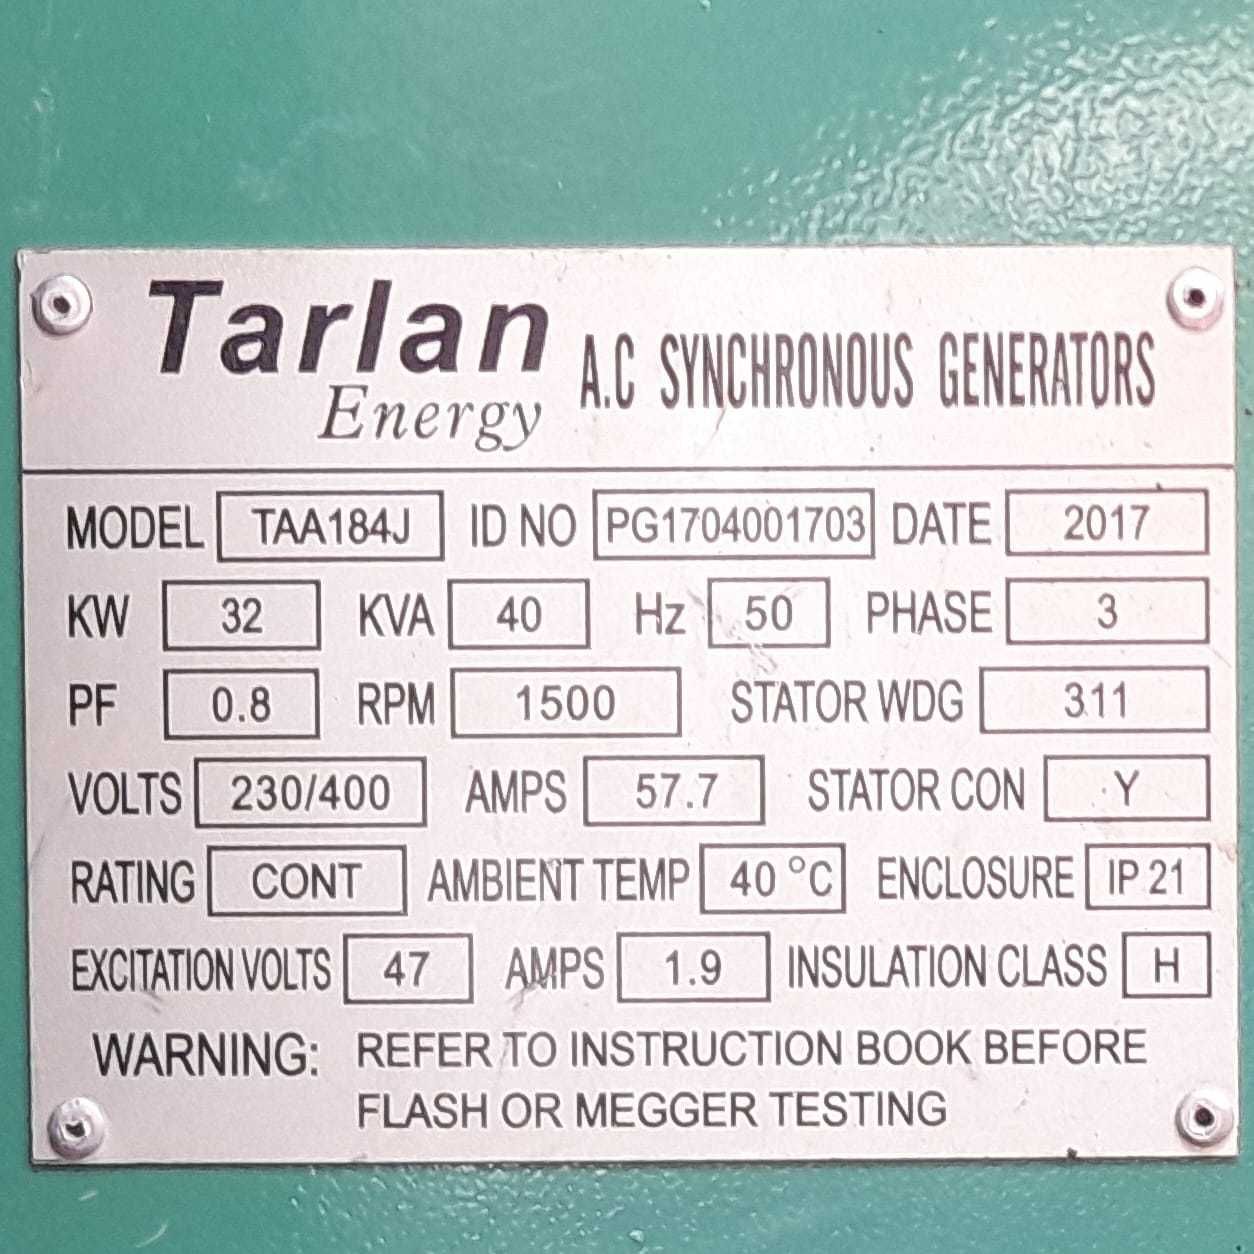 Tarlan
Energy
A.C SYNCHRONOUS GENERATORS
MODEL TAA184J ID NO PG1704001703 DATE 2017
KW 32 KVA 40 Hz 50 PHASE 3
PF 0.8 RPM 1500 STATOR WDG 311
VOLTS 230/400 AMPS 57.7 STATOR CON Y
RATING CONT AMBIENT TEMP 40 °C ENCLOSURE IP 21
EXCITATION VOLTS 47 AMPS 1.9 INSULATION CLASS H
WARNING: REFER TO INSTRUCTION BOOK BEFORE
FLASH OR MEGGER TESTING